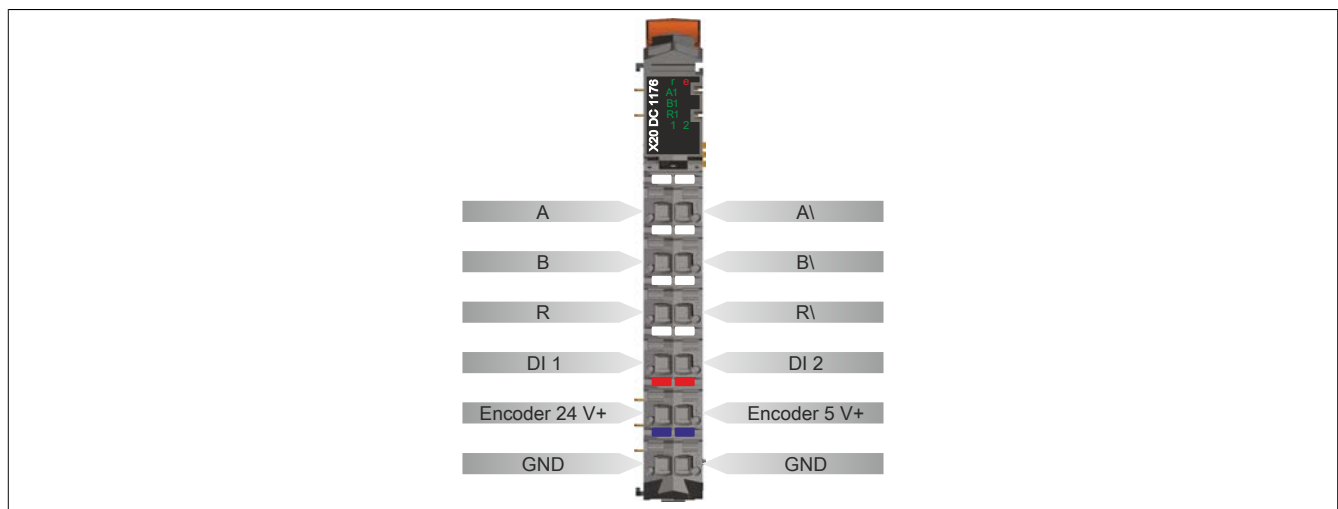 X20 DC 1176
r e
A1
B1
R1
1 2
A A\
B B\
R R\
DI 1 DI 2
Encoder 24 V+ Encoder 5 V+
GND GND